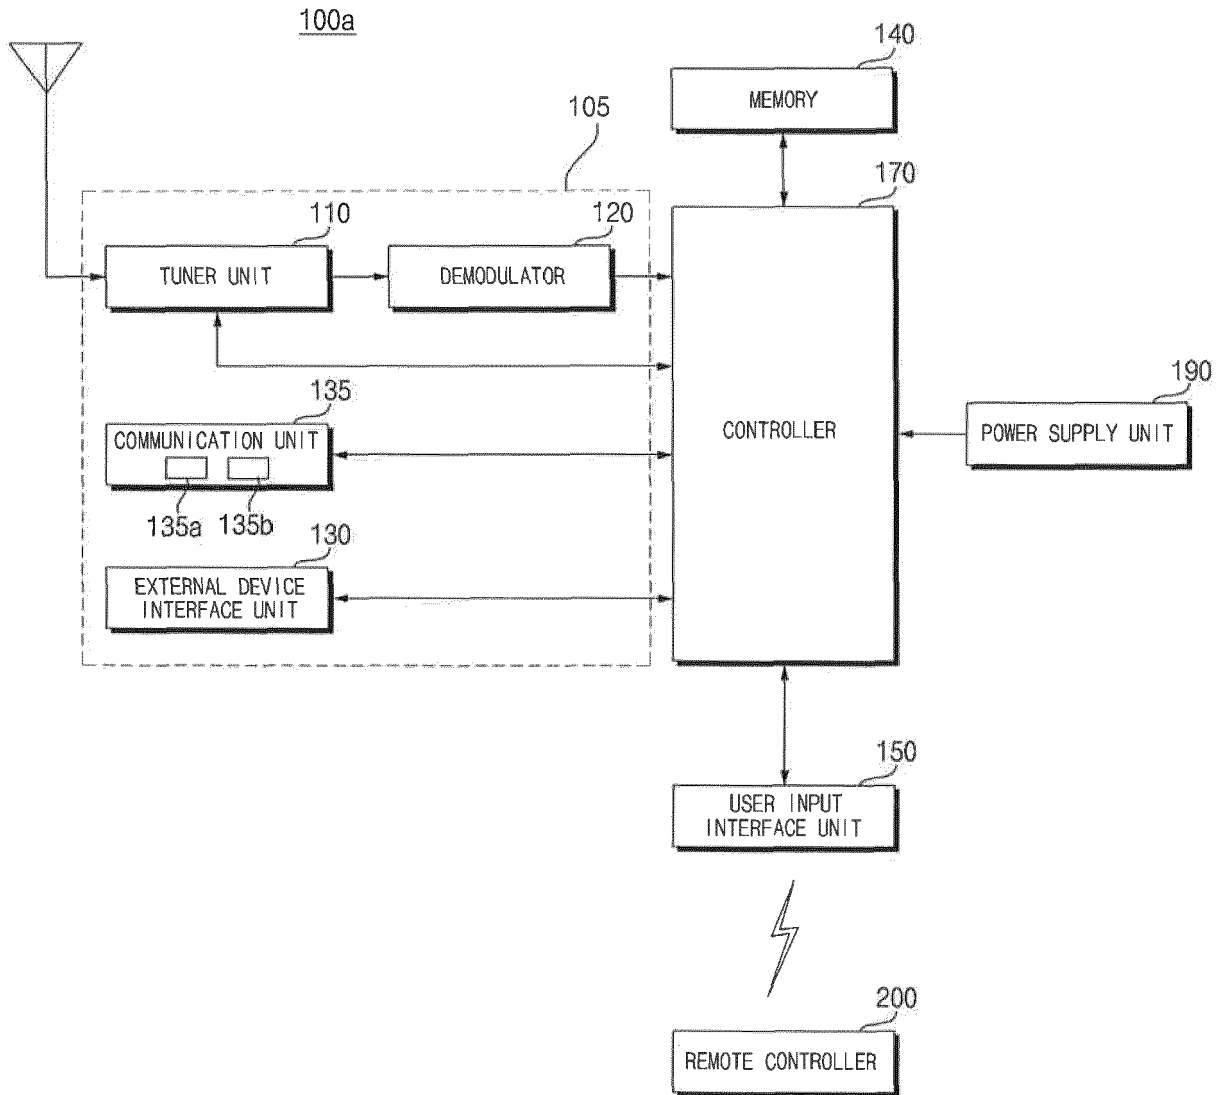 100a
140
MEMORY
105
170
110
120
TUNER UNIT
DEMODULATOR
190
135
COMMUNICATION UNIT
CONTROLLER
POWER SUPPLY UNIT
135a
135b
130
EXTERNAL DEVICE
INTERFACE UNIT
150
USER INPUT
INTERFACE UNIT
200
REMOTE CONTROLLER